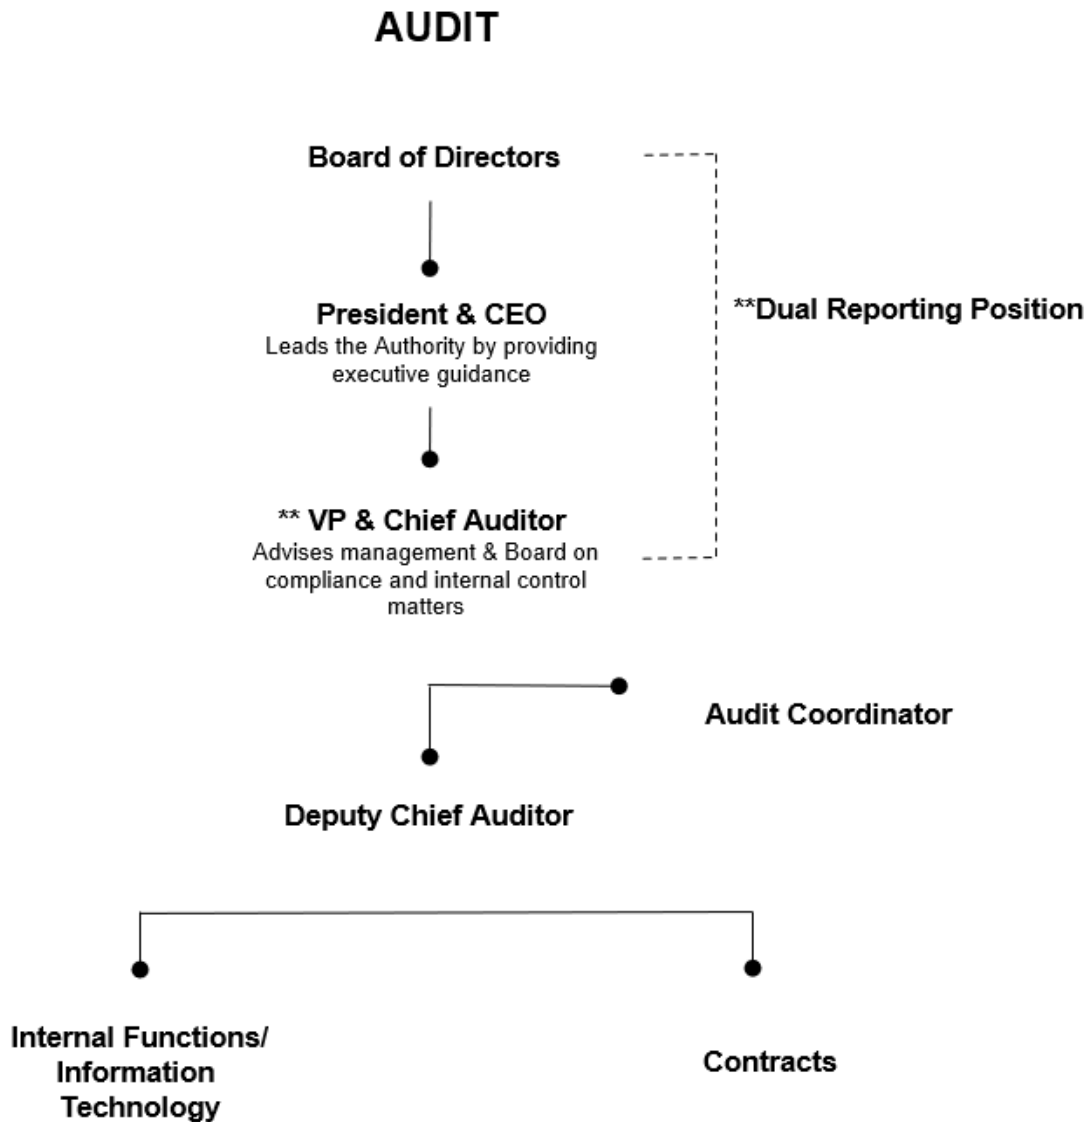 AUDIT
Board of Directors
**Dual Reporting Position
President & CEO
Leads the Authority by providing
executive guidance
** VP & Chief Auditor
Advises management & Board on
compliance and internal control
matters
Audit Coordinator
Deputy Chief Auditor
Internal Functions/
Information
Technology
Contracts